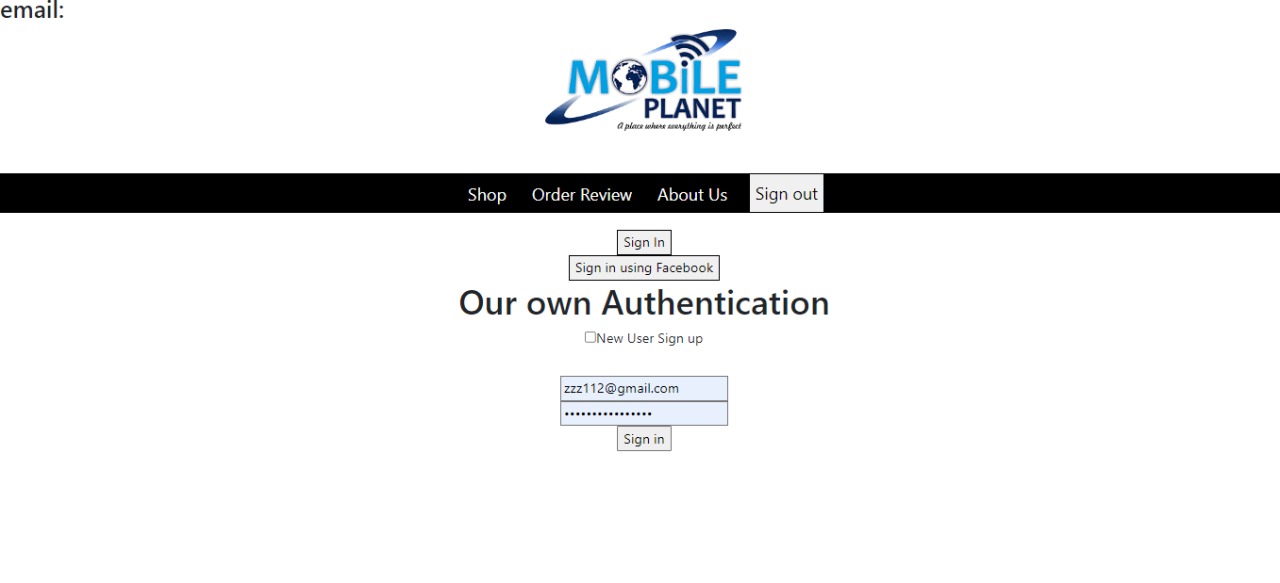 email:
MOBiLE
PLANET
A place where everything is perfect
Shop Order Review About Us Sign out
Sign In
Sign in using Facebook
Our own Authentication
New User Sign up
zzz112@gmail.com
••••••••••••••••
Sign in